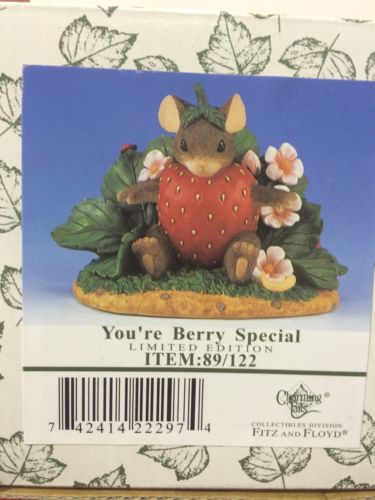 You're Berry Special
LIMITED EDITION
ITEM:89/122
Charming Tails
COLLECTIBLES DIVISION
FITZ AND FLOYD®
7 42414 22297 4